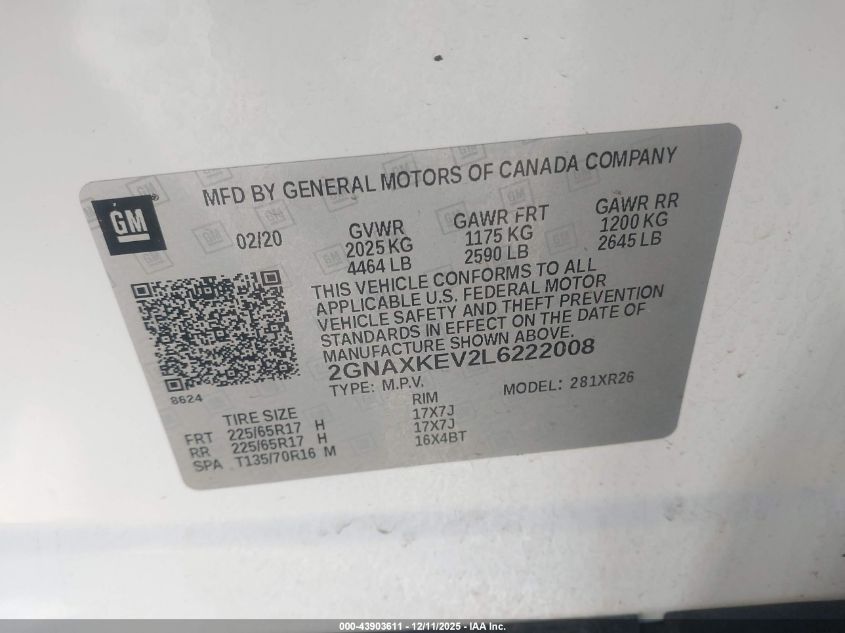 MFD BY GENERAL MOTORS OF CANADA COMPANY
GM
02/20
GVWR
2025 KG
4464 LB
GAWR FRT
1175 KG
2590 LB
GAWR RR
1200 KG
2645 LB
THIS VEHICLE CONFORMS TO ALL
APPLICABLE U.S. FEDERAL MOTOR
VEHICLE SAFETY AND THEFT PREVENTION
STANDARDS IN EFFECT ON THE DATE OF
MANUFACTURE SHOWN ABOVE.
2GNAXKEV2L6222008
TYPE: M.P.V. MODEL: 281XR26
8624
TIRE SIZE RIM
FRT 225/65R17 H 17X7J
RR 225/65R17 H 17X7J
SPA T135/70R16 M 16X4BT
000-43903611 - 12/11/2025 - IAA Inc.